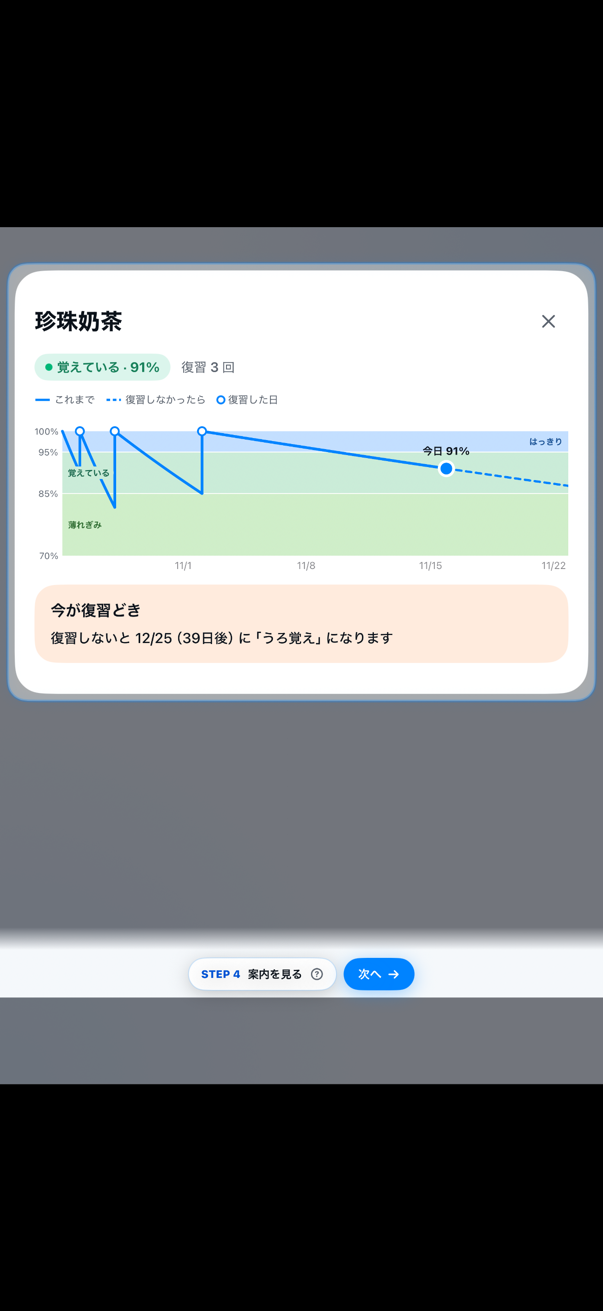 珍珠奶茶
覚えている · 91% 復習 3 回
これまで 復習しなかったら 復習した日
100%
95%
85%
70%
はっきり
今日 91%
覚えている
薄れぎみ
11/1 11/8 11/15 11/22
今が復習どき
復習しないと 12/25（39日後）に「うろ覚え」になります
STEP 4 案内を見る ? 次へ →